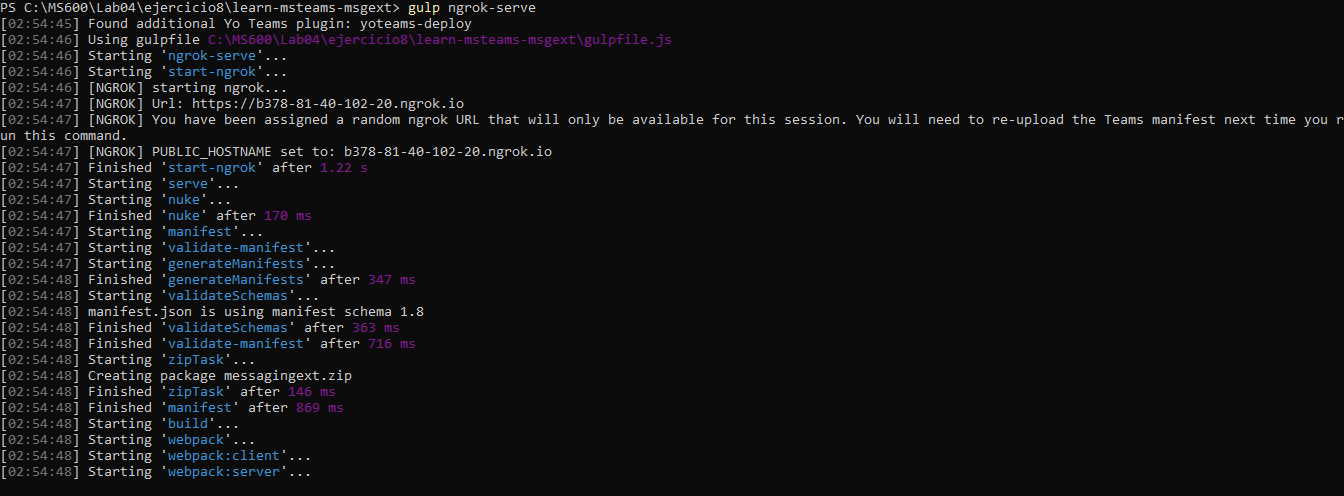 PS C:\MS600\Lab04\ejercicio8\learn-msteams-msgext> gulp ngrok-serve
[02:54:45] Found additional Yo Teams plugin: yoteams-deploy
[02:54:46] Using gulpfile C:\MS600\Lab04\ejercicio8\learn-msteams-msgext\gulpfile.js
[02:54:46] Starting 'ngrok-serve'...
[02:54:46] Starting 'start-ngrok'...
[02:54:46] [NGROK] starting ngrok...
[02:54:47] [NGROK] Url: https://b378-81-40-102-20.ngrok.io
[02:54:47] [NGROK] You have been assigned a random ngrok URL that will only be available for this session. You will need to re-upload the Teams manifest next time you r
un this command.
[02:54:47] [NGROK] PUBLIC_HOSTNAME set to: b378-81-40-102-20.ngrok.io
[02:54:47] Finished 'start-ngrok' after 1.22 s
[02:54:47] Starting 'serve'...
[02:54:47] Starting 'nuke'...
[02:54:47] Finished 'nuke' after 170 ms
[02:54:47] Starting 'manifest'...
[02:54:47] Starting 'validate-manifest'...
[02:54:47] Starting 'generateManifests'...
[02:54:48] Finished 'generateManifests' after 347 ms
[02:54:48] Starting 'validateSchemas'...
[02:54:48] manifest.json is using manifest schema 1.8
[02:54:48] Finished 'validateSchemas' after 363 ms
[02:54:48] Finished 'validate-manifest' after 716 ms
[02:54:48] Starting 'zipTask'...
[02:54:48] Creating package messagingext.zip
[02:54:48] Finished 'zipTask' after 146 ms
[02:54:48] Finished 'manifest' after 869 ms
[02:54:48] Starting 'build'...
[02:54:48] Starting 'webpack'...
[02:54:48] Starting 'webpack:client'...
[02:54:48] Starting 'webpack:server'...